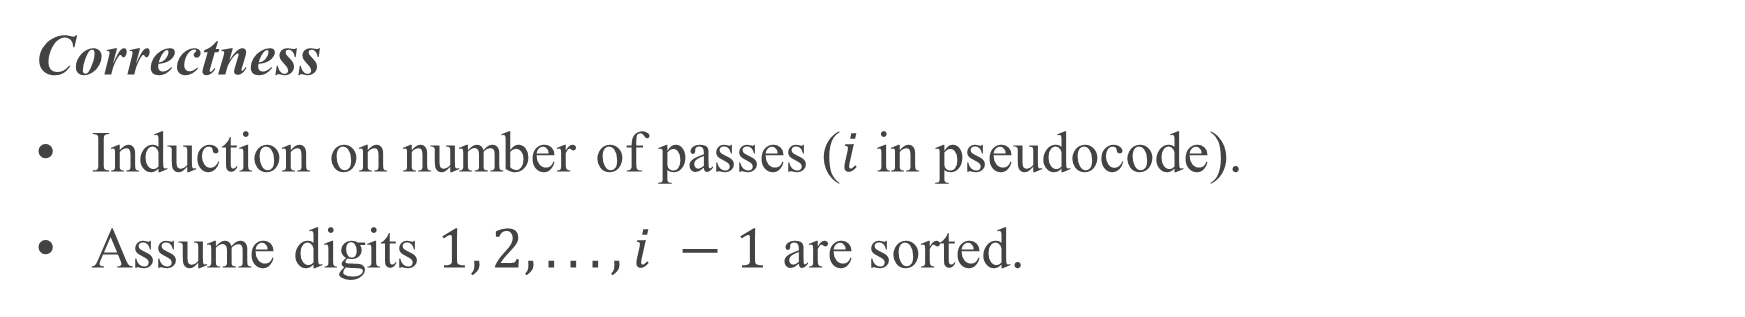 Correctness
• Induction on number of passes (i in pseudocode).
• Assume digits 1, 2, . . . , i − 1 are sorted.